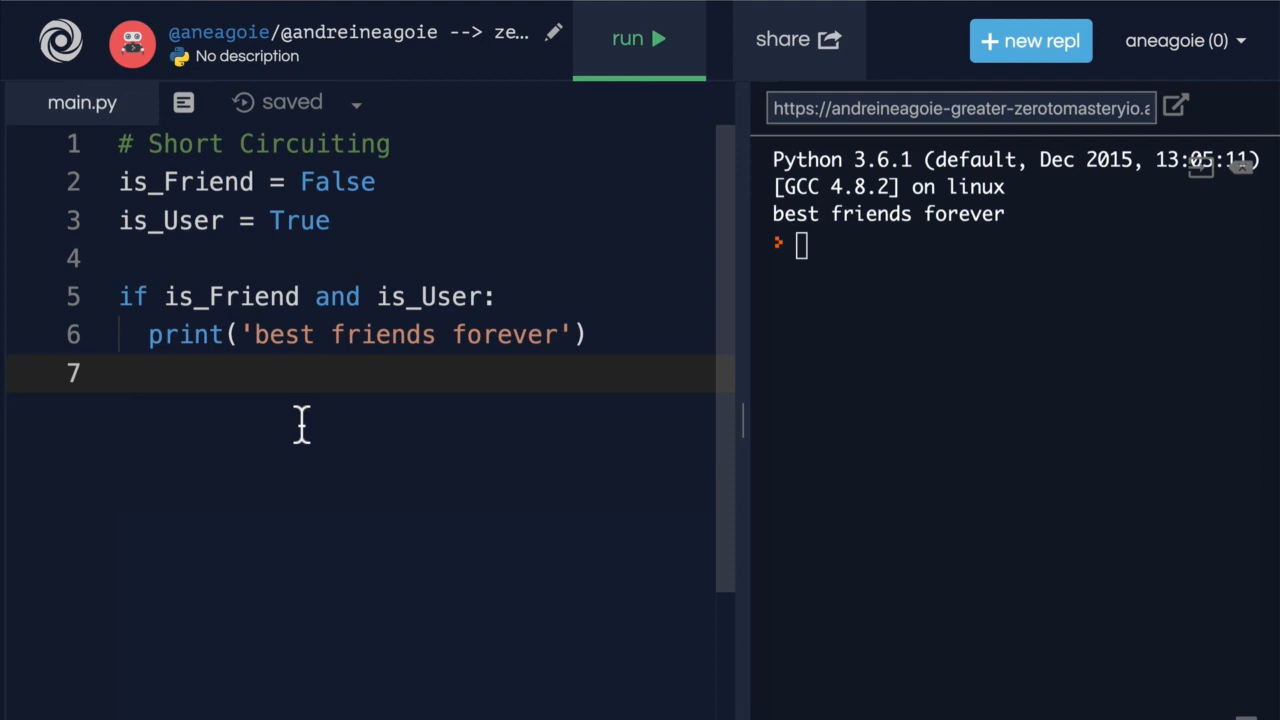 @aneagoie/@andreineagoie --> ze...
No description
run
share
+ new repl
aneagoie (0)
main.py
saved
https://andreineagoie-greater-zerotomasteryio.a
1 # Short Circuiting
2 is_Friend = False
3 is_User = True
4
5 if is_Friend and is_User:
6 print('best friends forever')
7
Python 3.6.1 (default, Dec 2015, 13:05:11)
[GCC 4.8.2] on linux
best friends forever